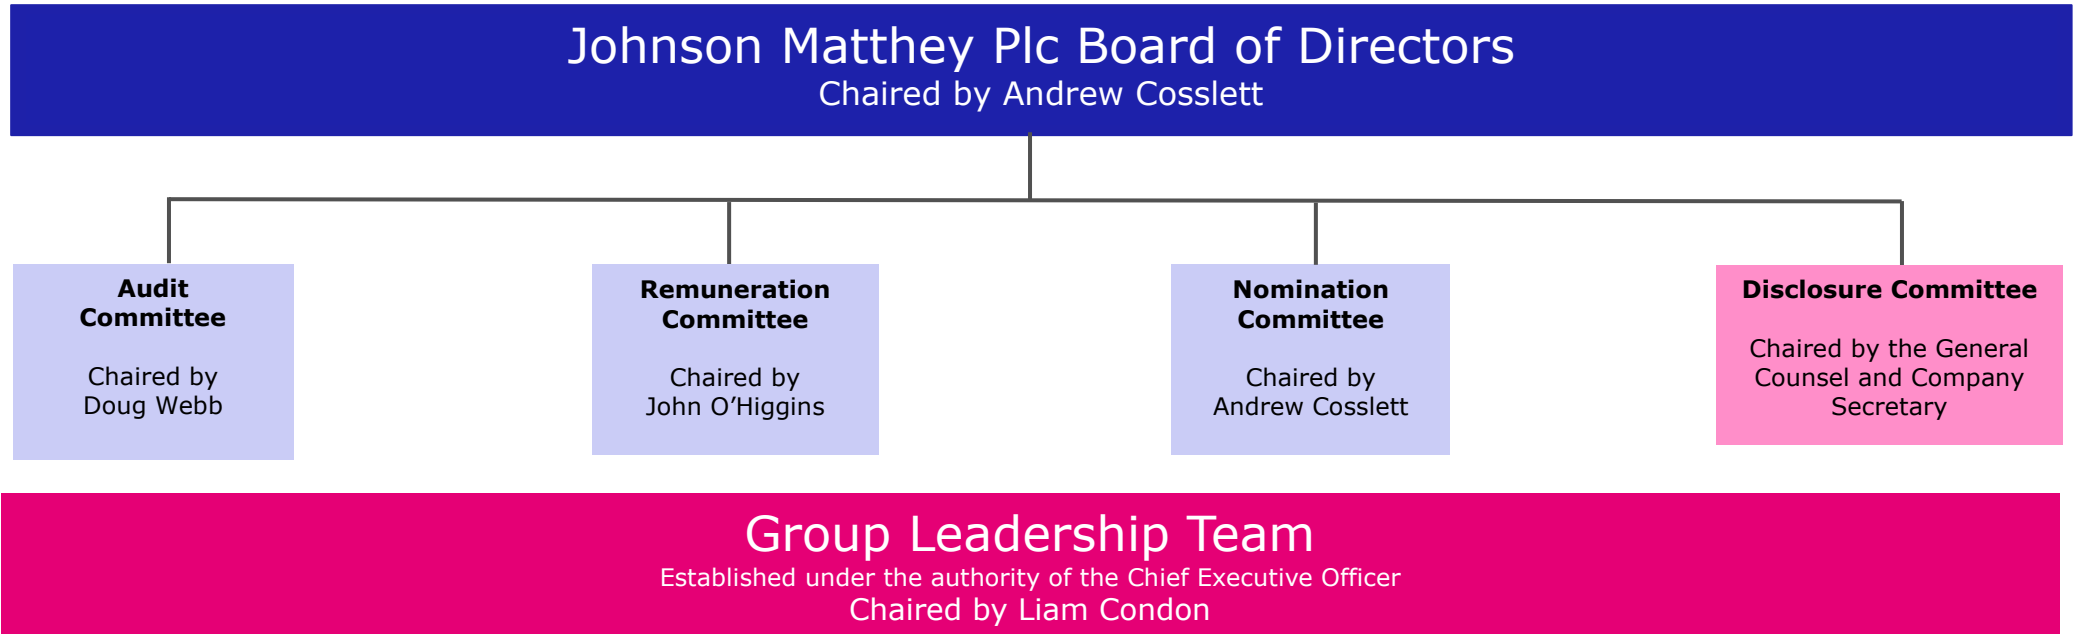 Johnson Matthey Plc Board of Directors
Chaired by Andrew Cosslett
Audit
Committee
Chaired by
Doug Webb
Remuneration
Committee
Chaired by
John O’Higgins
Nomination
Committee
Chaired by
Andrew Cosslett
Disclosure Committee
Chaired by the General
Counsel and Company
Secretary
Group Leadership Team
Established under the authority of the Chief Executive Officer
Chaired by Liam Condon